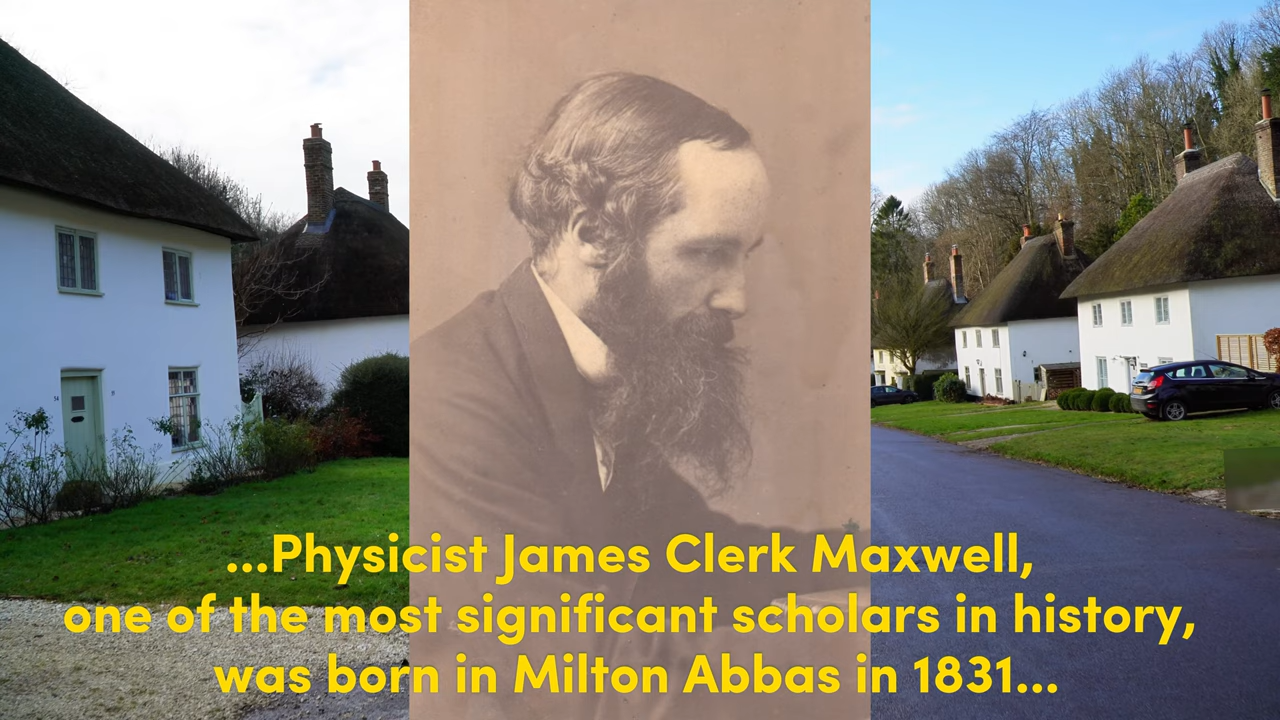 ...Physicist James Clerk Maxwell,
one of the most significant scholars in history,
was born in Milton Abbas in 1831...